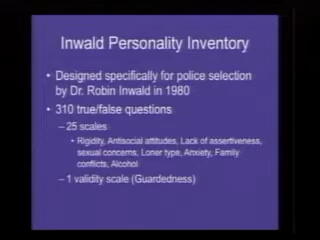 Inwald Personality Inventory
• Designed specifically for police selection
by Dr. Robin Inwald in 1980
• 310 true/false questions
– 25 scales
• Rigidity, Antisocial attitudes, Lack of assertiveness,
sexual concerns, Loner type, Anxiety, Family
conflicts, Alcohol
– 1 validity scale (Guardedness)